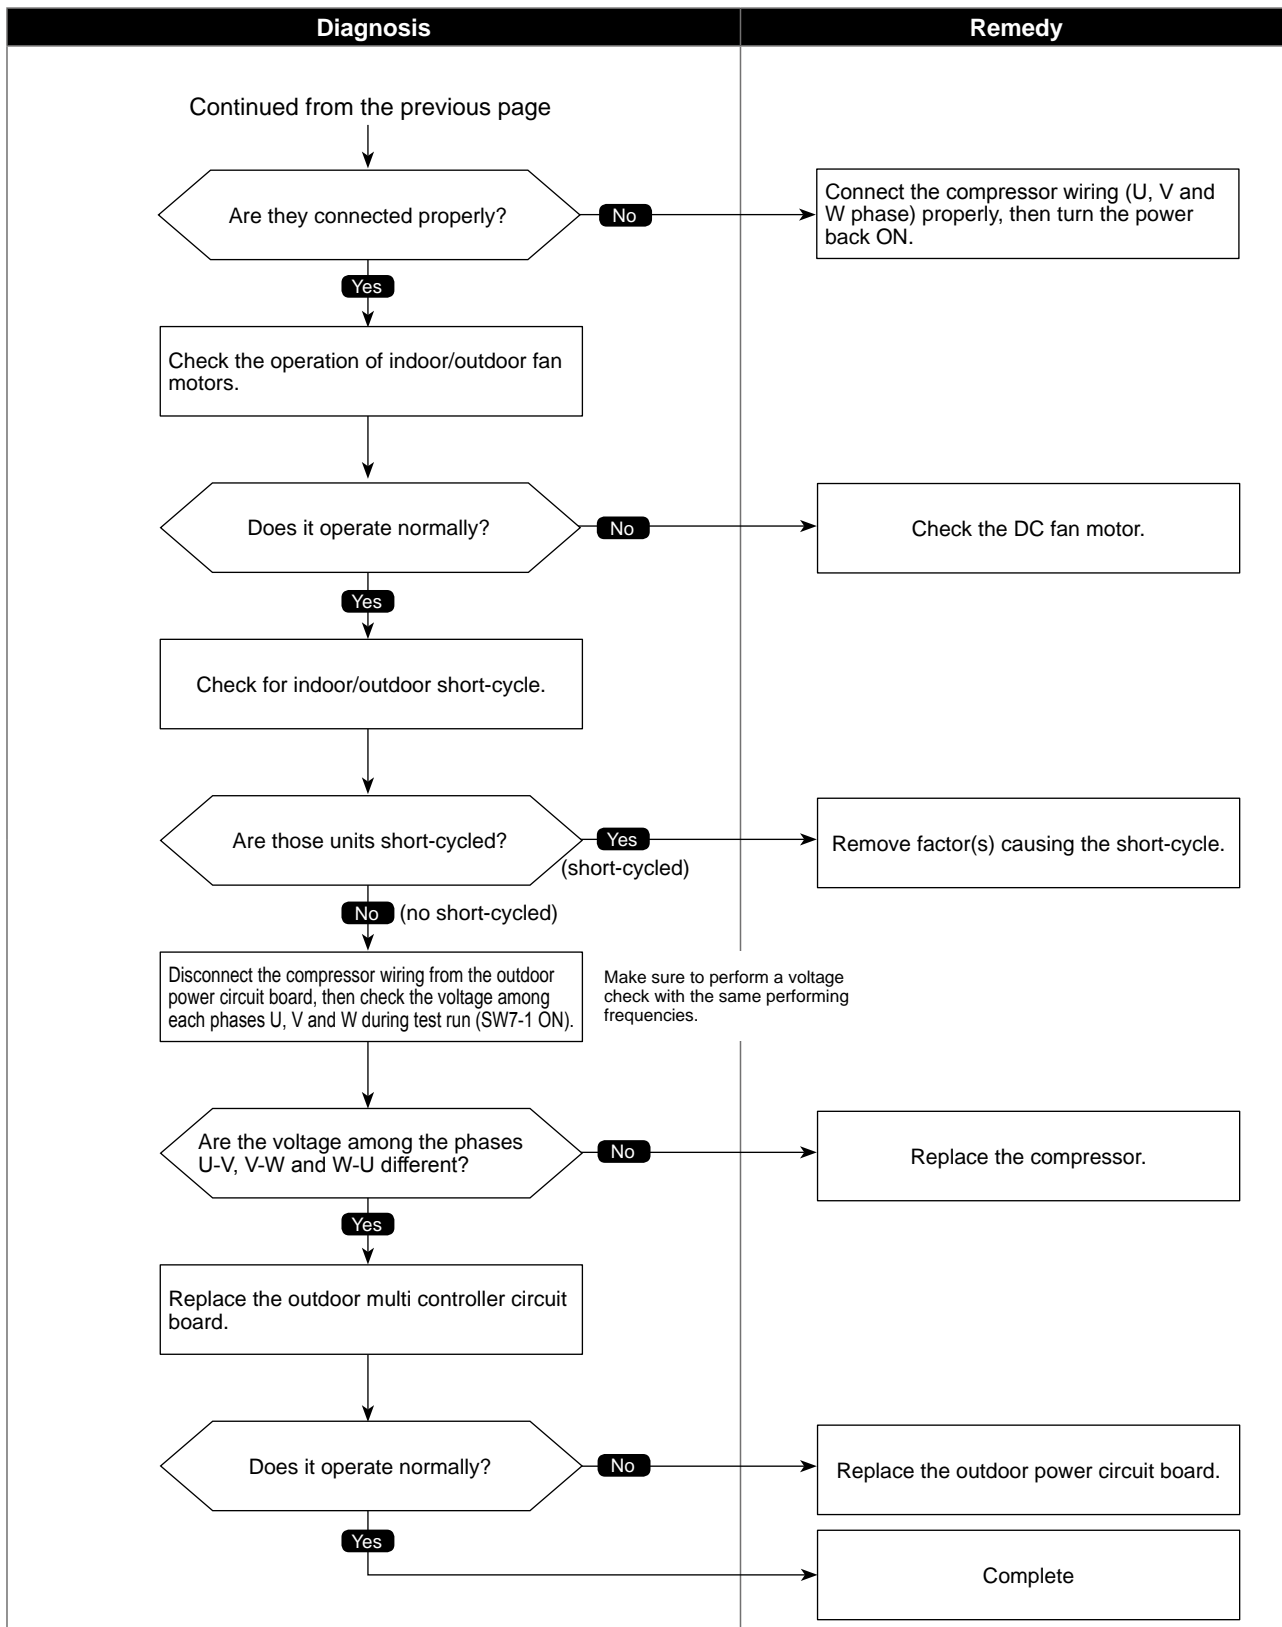 Diagnosis
Remedy
Continued from the previous page
Are they connected properly?
No
Connect the compressor wiring (U, V and
W phase) properly, then turn the power
back ON.
Yes
Check the operation of indoor/outdoor fan
motors.
Does it operate normally?
No
Check the DC fan motor.
Yes
Check for indoor/outdoor short-cycle.
Are those units short-cycled?
Yes
(short-cycled)
Remove factor(s) causing the short-cycle.
No (no short-cycled)
Disconnect the compressor wiring from the outdoor
power circuit board, then check the voltage among
each phases U, V and W during test run (SW7-1 ON).
Make sure to perform a voltage
check with the same performing
frequencies.
Are the voltage among the phases
U-V, V-W and W-U different?
No
Replace the compressor.
Yes
Replace the outdoor multi controller circuit
board.
Does it operate normally?
No
Replace the outdoor power circuit board.
Yes
Complete